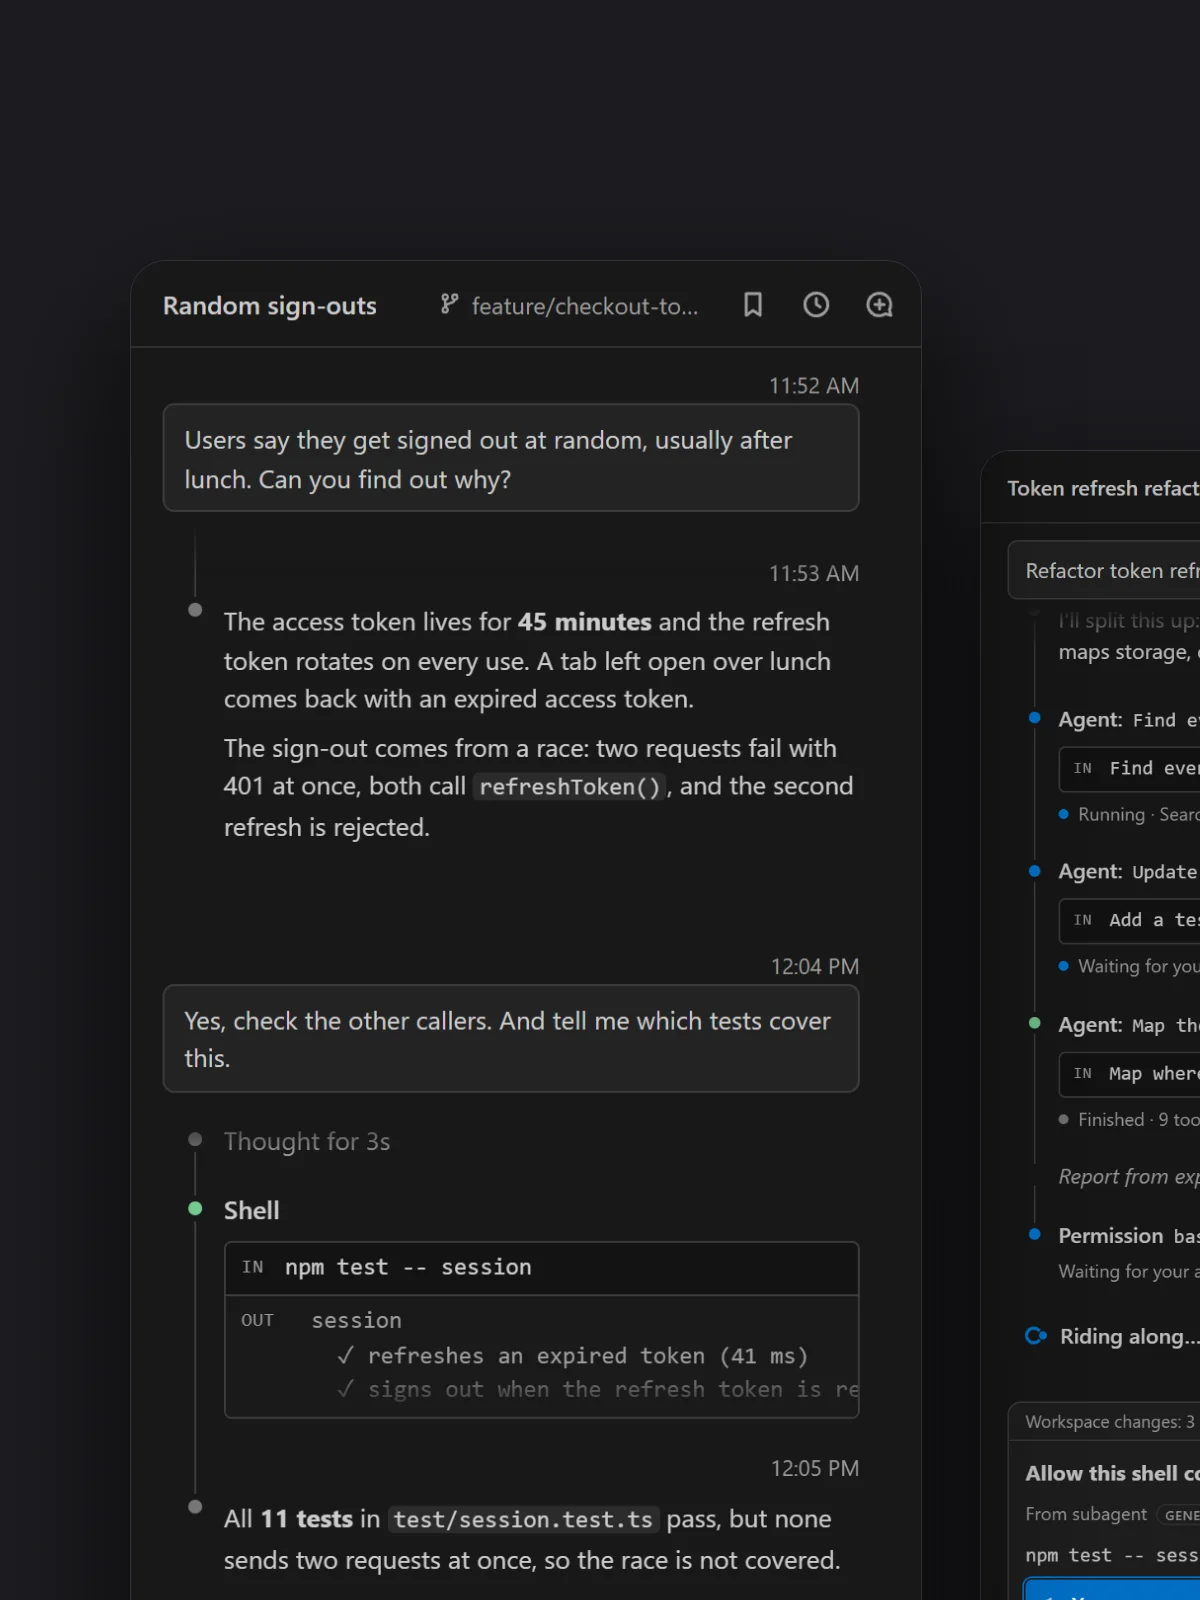 Random sign-outs
feature/checkout-to...
11:52 AM
Users say they get signed out at random, usually after
lunch. Can you find out why?
11:53 AM
The access token lives for 45 minutes and the refresh
token rotates on every use. A tab left open over lunch
comes back with an expired access token.
The sign-out comes from a race: two requests fail with
401 at once, both call refreshToken(), and the second
refresh is rejected.
12:04 PM
Yes, check the other callers. And tell me which tests cover
this.
Thought for 3s
Shell
IN npm test -- session
OUT session
✓ refreshes an expired token (41 ms)
✓ signs out when the refresh token is re
12:05 PM
All 11 tests in test/session.test.ts pass, but none
sends two requests at once, so the race is not covered.
Token refresh refact
Refactor token refr
I'll split this up:
maps storage,
Agent: Find ev
IN Find ever
Running · Searc
Agent: Update
IN Add a tes
Waiting for you
Agent: Map the
IN Map where
Finished · 9 too
Report from exp
Permission bas
Waiting for your a
Riding along...
Workspace changes: 3
Allow this shell co
From subagent GENE
npm test -- sess